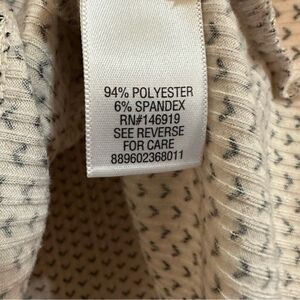 94% POLYESTER
6% SPANDEX
RN#146919
SEE REVERSE
FOR CARE
889602368011